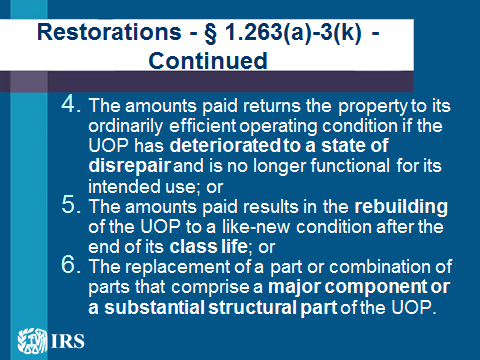 Restorations - § 1.263(a)-3(k) -
Continued
4. The amounts paid returns the property to its
ordinarily efficient operating condition if the
UOP has deteriorated to a state of
disrepair and is no longer functional for its
intended use; or
5. The amounts paid results in the rebuilding
of the UOP to a like-new condition after the
end of its class life; or
6. The replacement of a part or combination of
parts that comprise a major component or
a substantial structural part of the UOP.
IRS